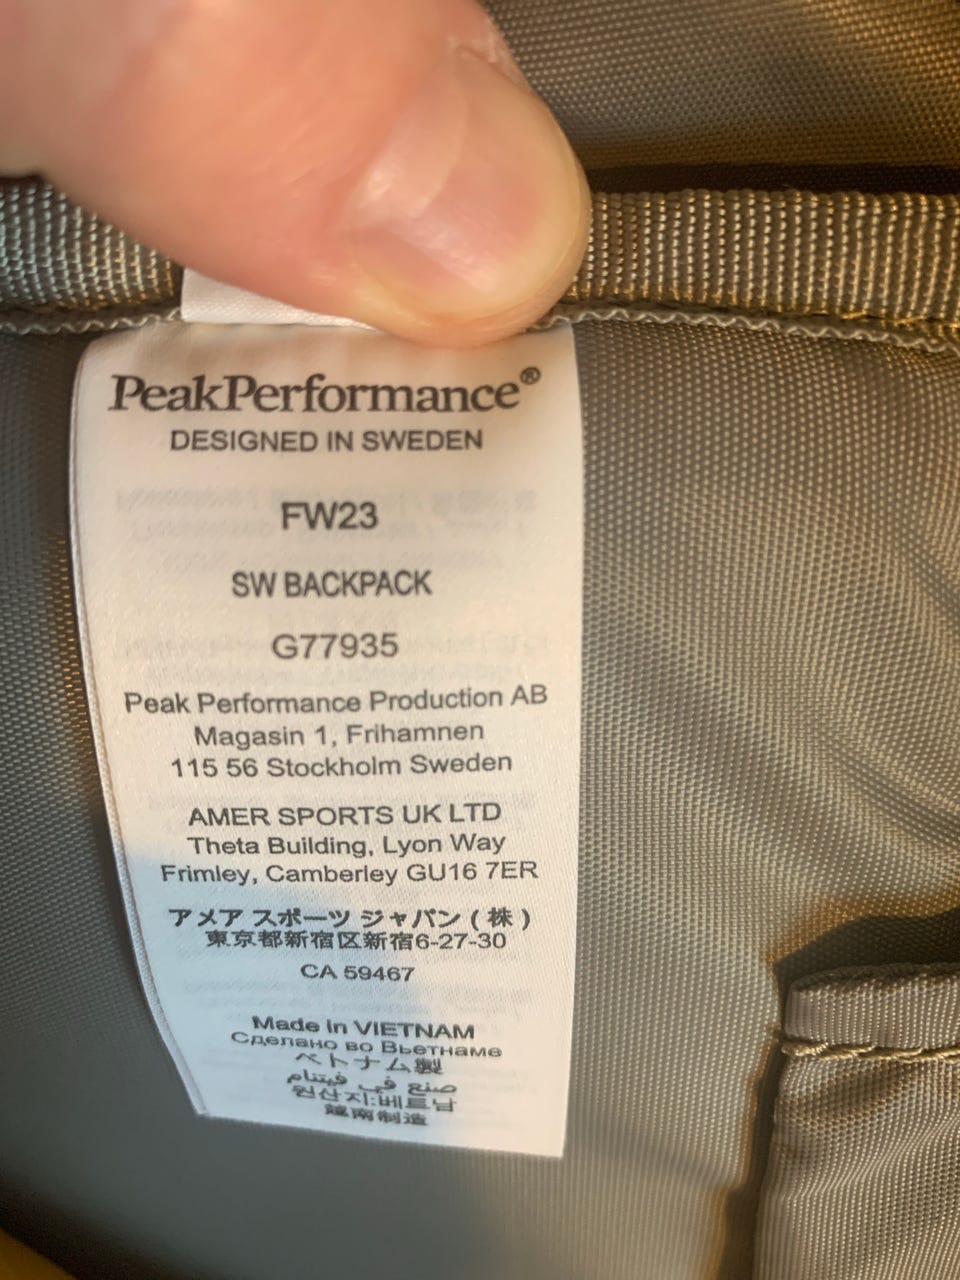 PeakPerformance®
DESIGNED IN SWEDEN
FW23
SW BACKPACK
G77935
Peak Performance Production AB
Magasin 1, Frihamnen
115 56 Stockholm Sweden
AMER SPORTS UK LTD
Theta Building, Lyon Way
Frimley, Camberley GU16 7ER
アメア スポーツ ジャパン ( 株 )
東京都新宿区新宿6-27-30
CA 59467
Made in VIETNAM
Сделано во Вьетнаме
ベトナム製
صنع في فيتنام
원산지:베트남
越南制造